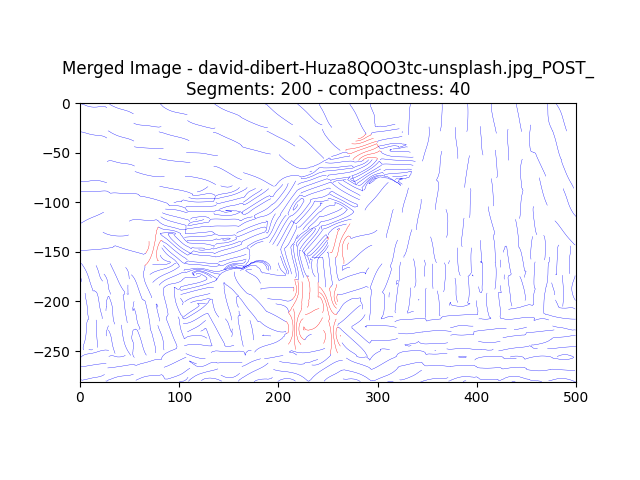 Merged Image - david-dibert-Huza8QOO3tc-unsplash.jpg_POST_
Segments: 200 - compactness: 40
0
−50
−100
−150
−200
−250
0 100 200 300 400 500